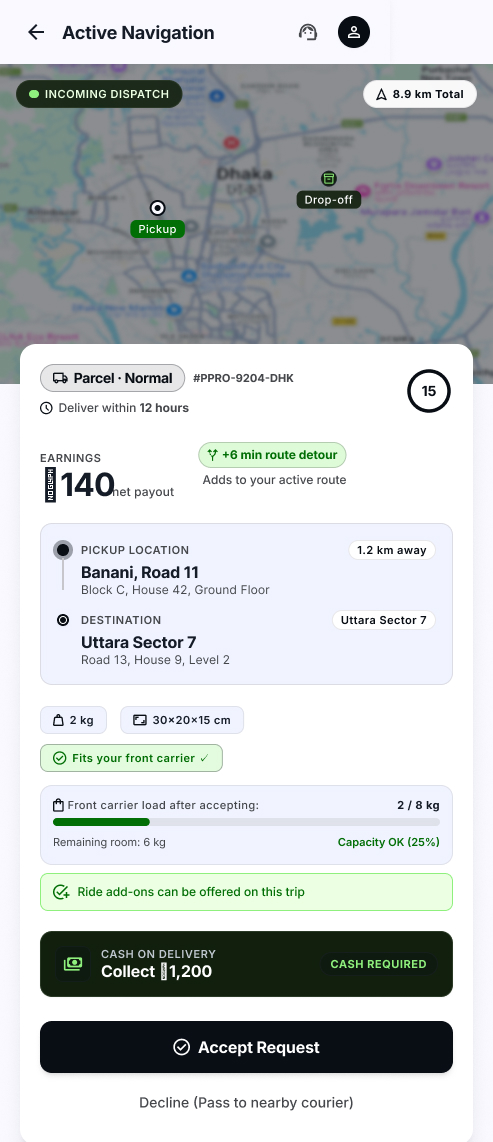 Active Navigation
INCOMING DISPATCH
8.9 km Total
Dhaka
Drop-off
Pickup
Parcel · Normal
#PPRO-9204-DHK
Deliver within 12 hours
15
EARNINGS
140 net payout
+6 min route detour
Adds to your active route
PICKUP LOCATION
1.2 km away
Banani, Road 11
Block C, House 42, Ground Floor
DESTINATION
Uttara Sector 7
Uttara Sector 7
Road 13, House 9, Level 2
2 kg
30×20×15 cm
Fits your front carrier ✓
Front carrier load after accepting:
2 / 8 kg
Remaining room: 6 kg
Capacity OK (25%)
Ride add-ons can be offered on this trip
CASH ON DELIVERY
Collect 1,200
CASH REQUIRED
Accept Request
Decline (Pass to nearby courier)